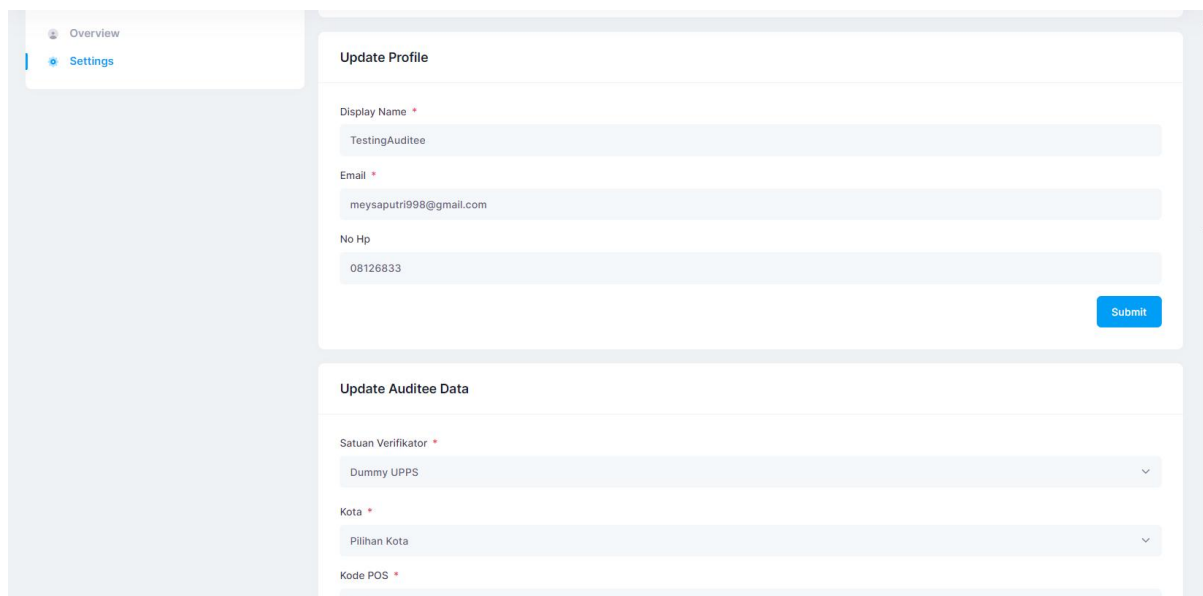 Overview
Settings
Update Profile
Display Name *
TestingAuditee
Email *
meysaputri998@gmail.com
No Hp
08126833
Submit
Update Auditee Data
Satuan Verifikator *
Dummy UPPS
Kota *
Pilihan Kota
Kode POS *